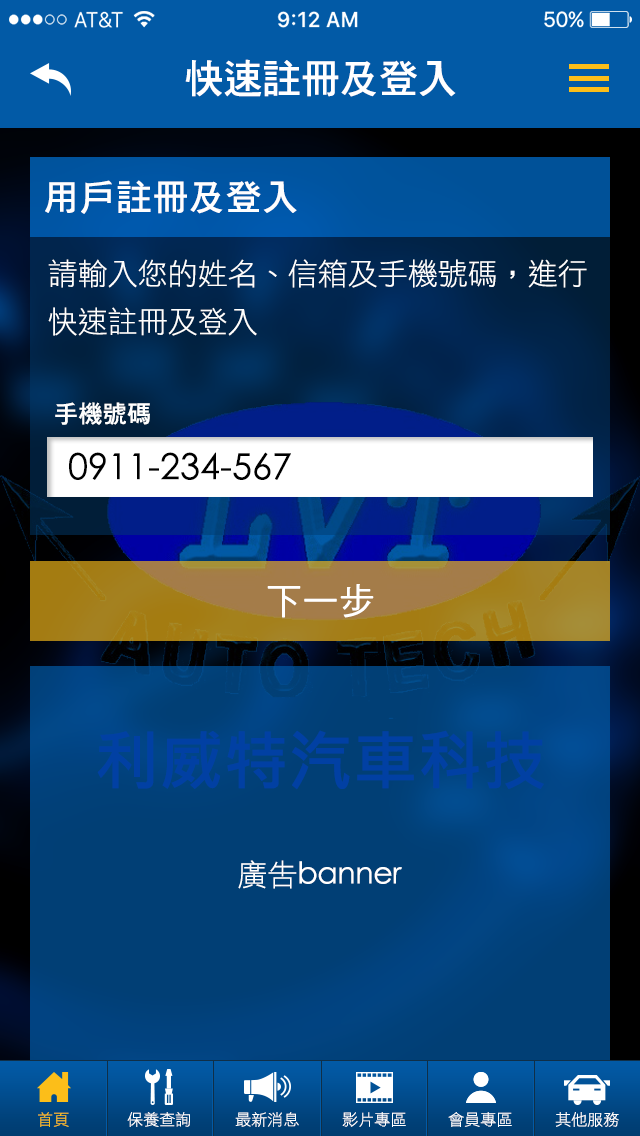 AT&T 9:12 AM 50%
快速註冊及登入
用戶註冊及登入
請輸入您的姓名、信箱及手機號碼，進行
快速註冊及登入
手機號碼
0911-234-567
LVT
下一步
AUTO TECH
利威特汽車科技
廣告banner
首頁 保養查詢 最新消息 影片專區 會員專區 其他服務